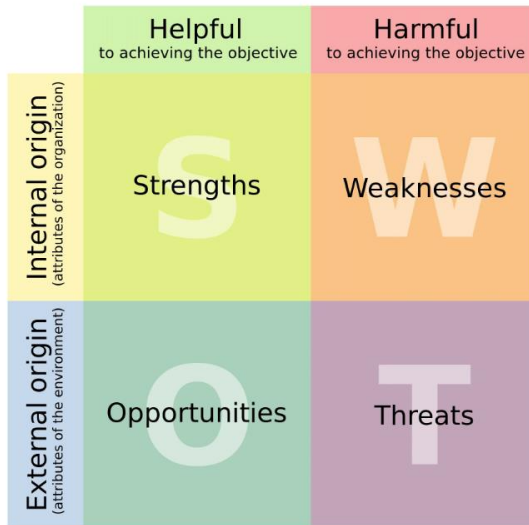 Helpful
to achieving the objective
Harmful
to achieving the objective
Internal origin
(attributes of the organization)
S
Strengths
W
Weaknesses
External origin
(attributes of the environment)
O
Opportunities
T
Threats